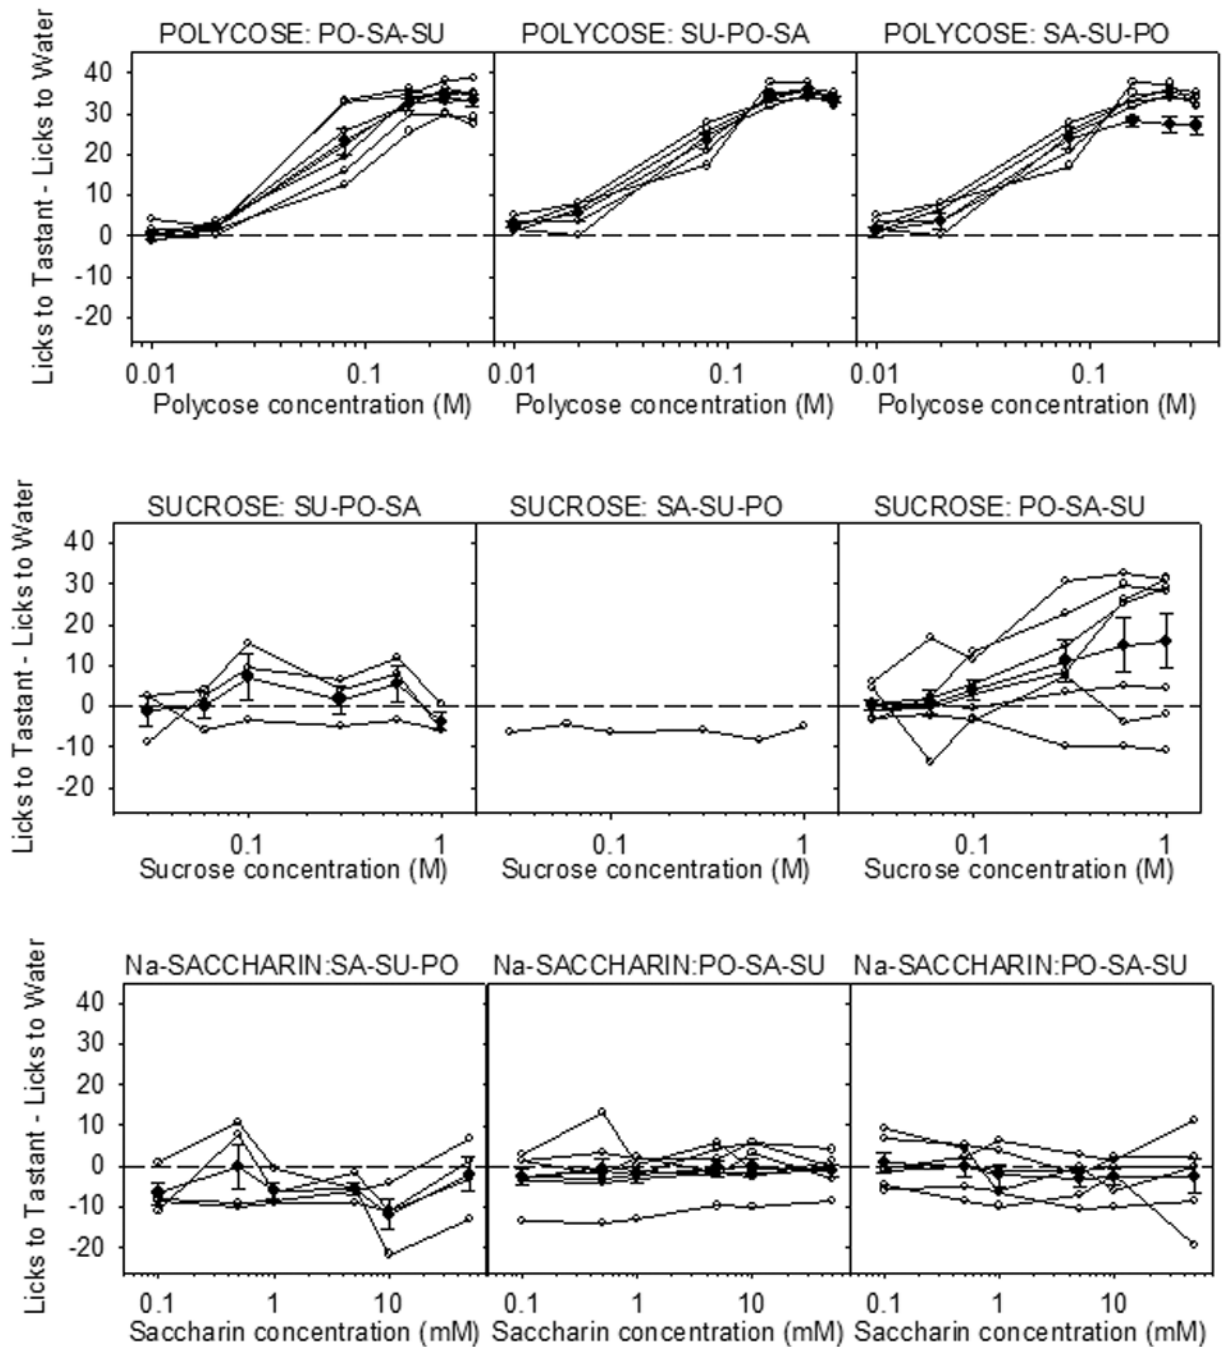 POLYCOSE: PO-SA-SU POLYCOSE: SU-PO-SA POLYCOSE: SA-SU-PO
Licks to Tastant - Licks to Water
40
30
20
10
0
-10
-20
0.01 0.1 0.01 0.1 0.01 0.1
Polycose concentration (M) Polycose concentration (M) Polycose concentration (M)
SUCROSE: SU-PO-SA SUCROSE: SA-SU-PO SUCROSE: PO-SA-SU
Licks to Tastant - Licks to Water
40
30
20
10
0
-10
-20
0.1 1 0.1 1 0.1 1
Sucrose concentration (M) Sucrose concentration (M) Sucrose concentration (M)
Na-SACCHARIN:SA-SU-PO Na-SACCHARIN:PO-SA-SU Na-SACCHARIN:PO-SA-SU
Licks to Tastant - Licks to Water
40
30
20
10
0
-10
-20
0.1 1 10 0.1 1 10 0.1 1 10
Saccharin concentration (mM) Saccharin concentration (mM) Saccharin concentration (mM)